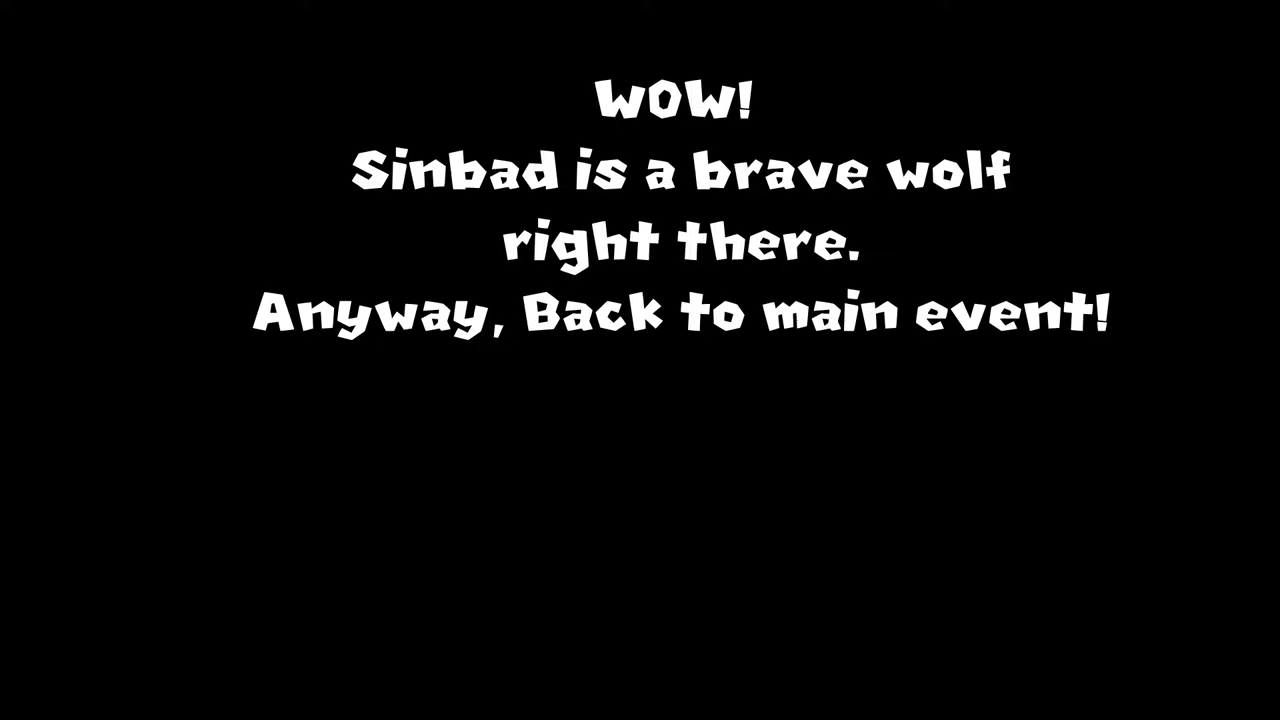 WOW!
Sinbad is a brave wolf
right there.
Anyway, Back to main event!